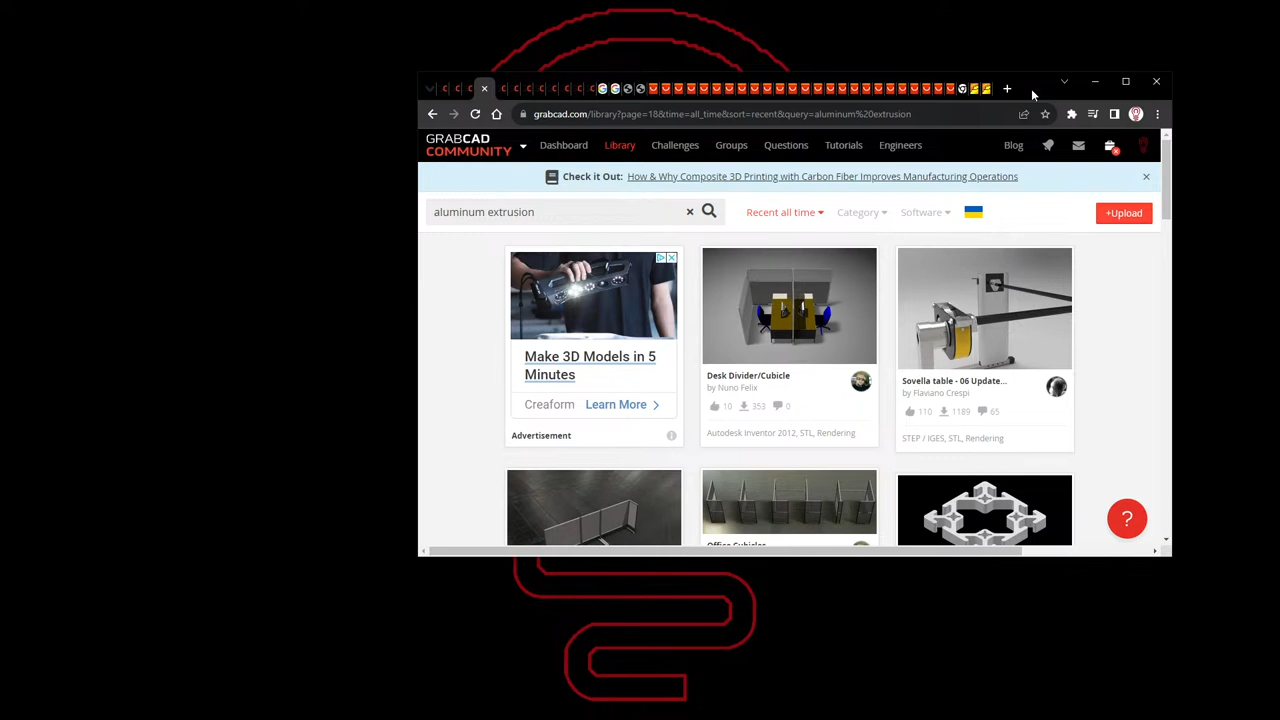 grabcad.com/library?page=18&time=all_time&sort=recent&query=aluminum%20extrusion
GRABCAD
COMMUNITY
Dashboard
Library
Challenges
Groups
Questions
Tutorials
Engineers
Blog
Check it Out: How & Why Composite 3D Printing with Carbon Fiber Improves Manufacturing Operations
aluminum extrusion
Recent all time
Category
Software
+Upload
Make 3D Models in 5
Minutes
Creaform Learn More
Advertisement
Desk Divider/Cubicle
by Nuno Felix
10 353 0
Autodesk Inventor 2012, STL, Rendering
Sovella table - 06 Update...
by Flaviano Crespi
110 1189 65
STEP / IGES, STL, Rendering
Office Cubicles
?